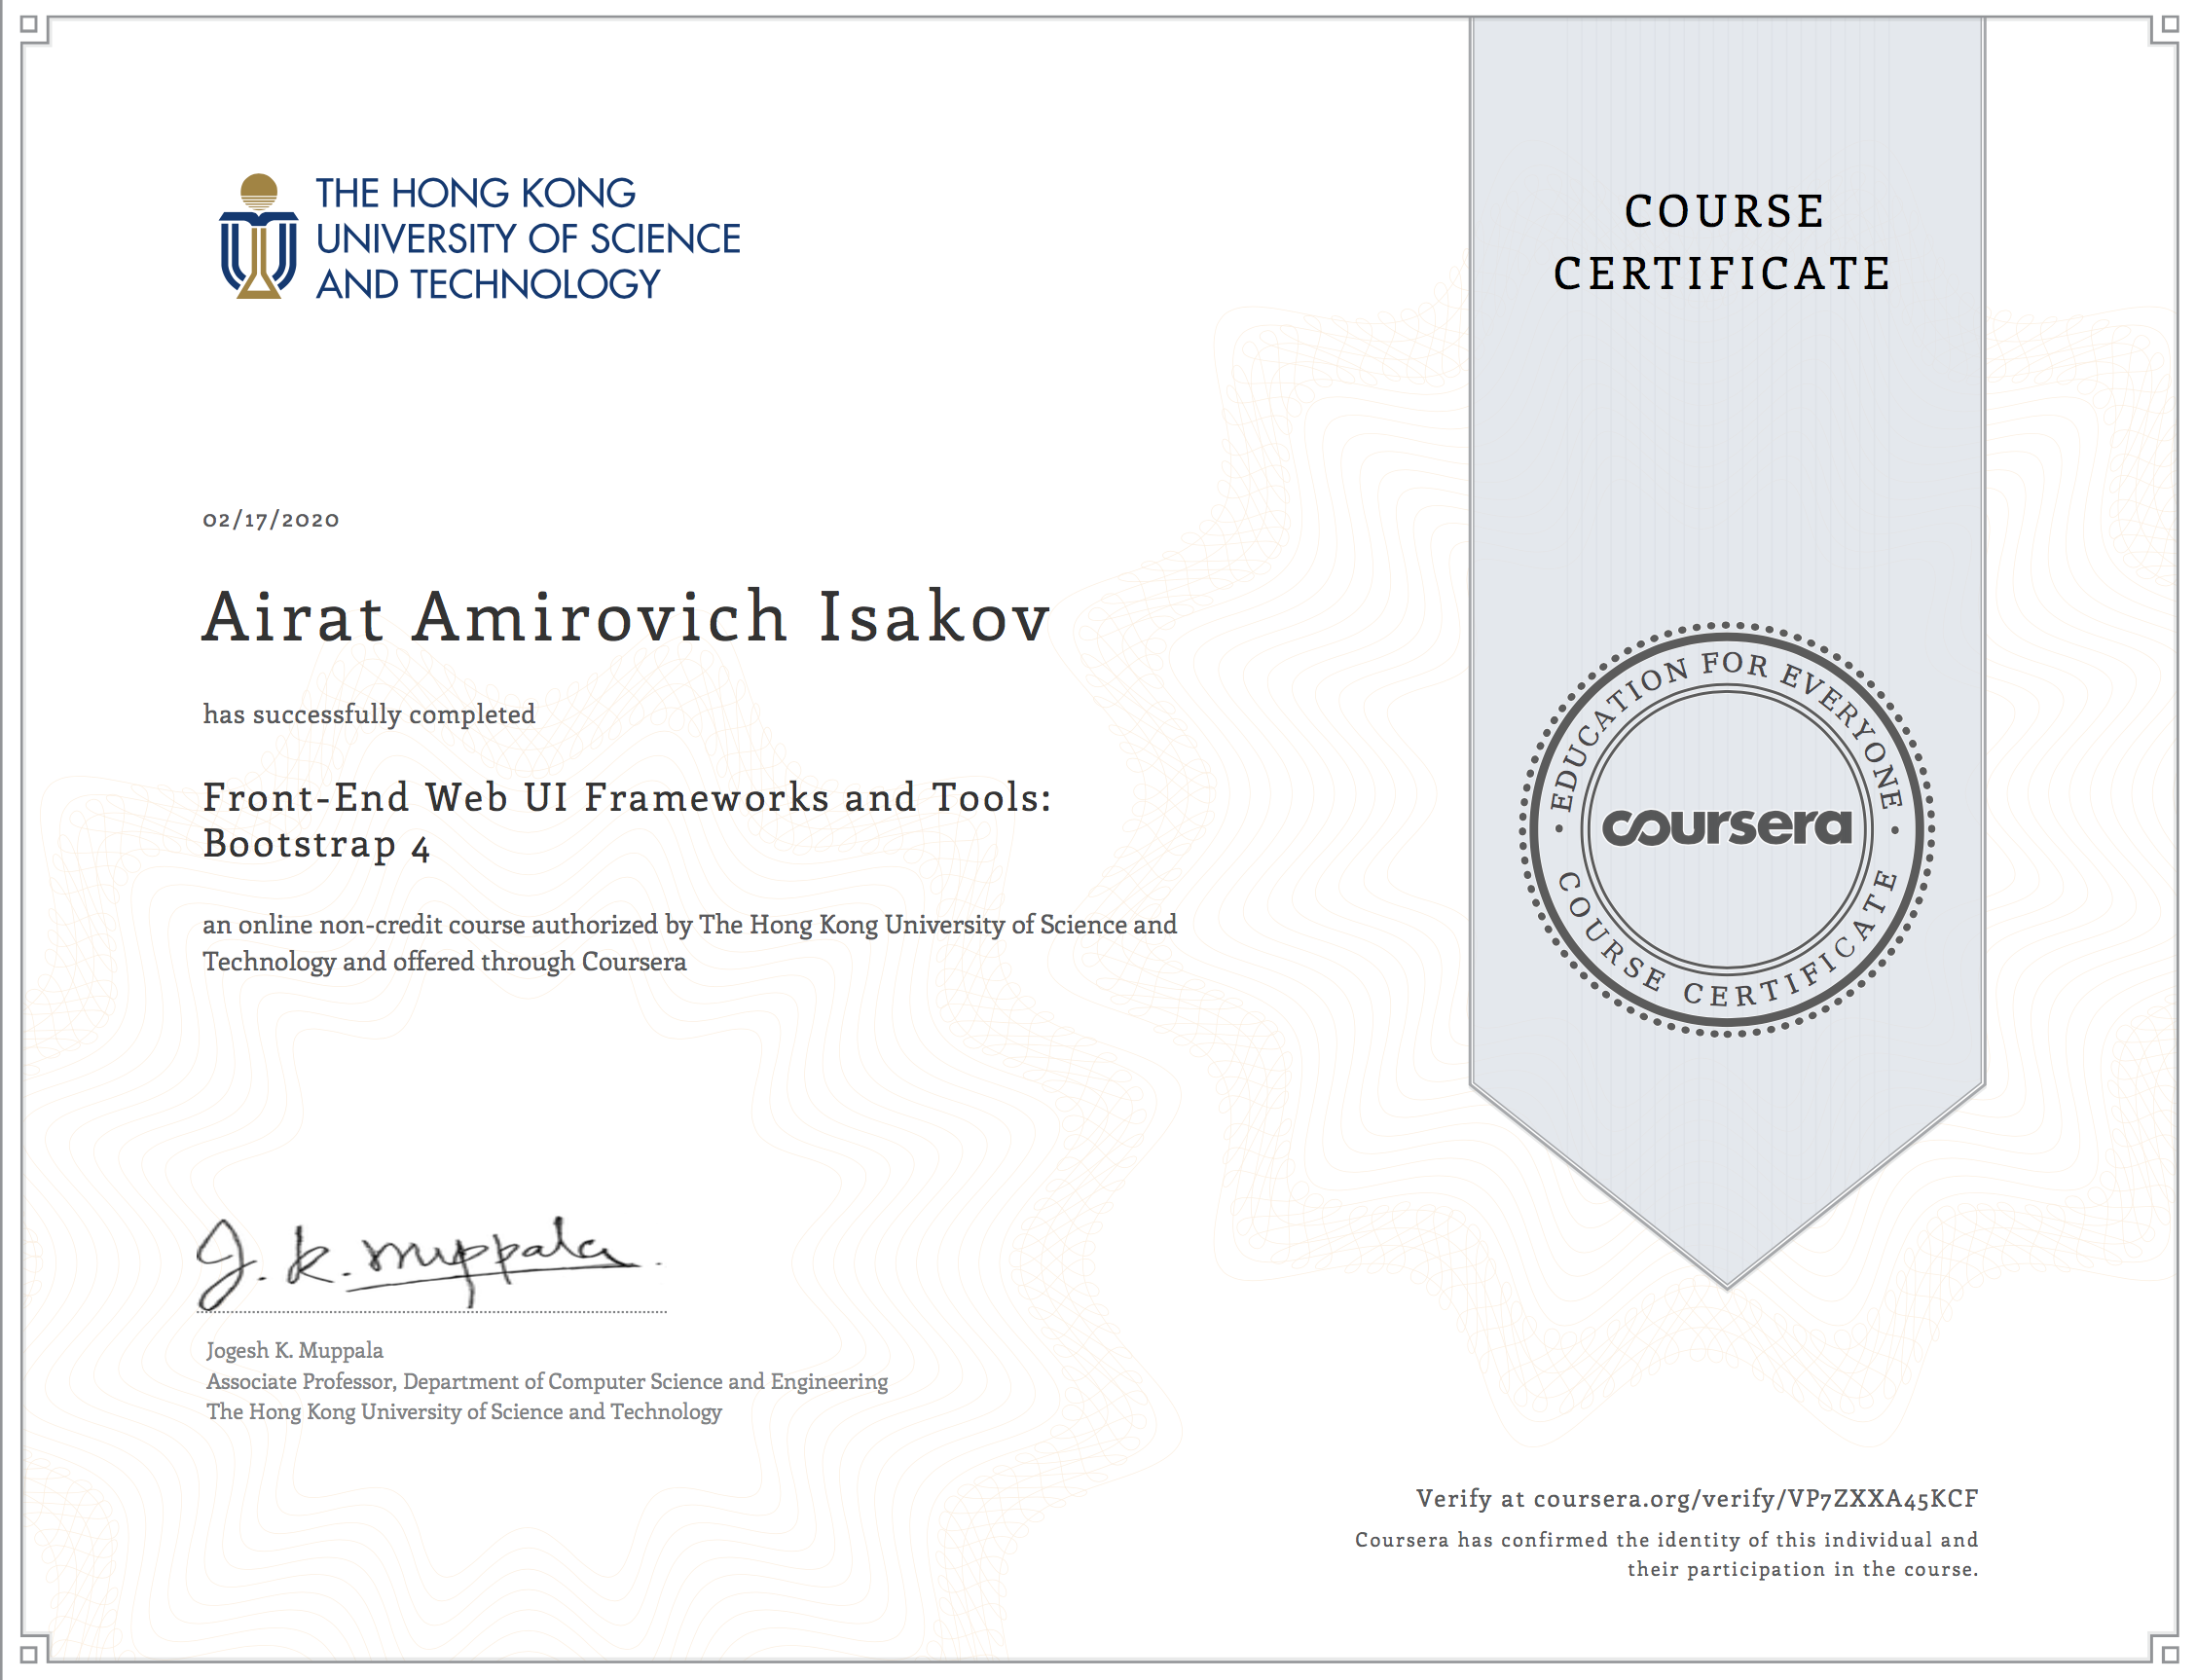 THE HONG KONG
UNIVERSITY OF SCIENCE
AND TECHNOLOGY
COURSE
CERTIFICATE
02/17/2020
Airat Amirovich Isakov
has successfully completed
Front-End Web UI Frameworks and Tools:
Bootstrap 4
an online non-credit course authorized by The Hong Kong University of Science and
Technology and offered through Coursera
EDUCATION FOR EVERYONE
coursera
COURSE CERTIFICATE
J. K. Muppala
Jogesh K. Muppala
Associate Professor, Department of Computer Science and Engineering
The Hong Kong University of Science and Technology
Verify at coursera.org/verify/VP7ZXXA45KCF
Coursera has confirmed the identity of this individual and
their participation in the course.